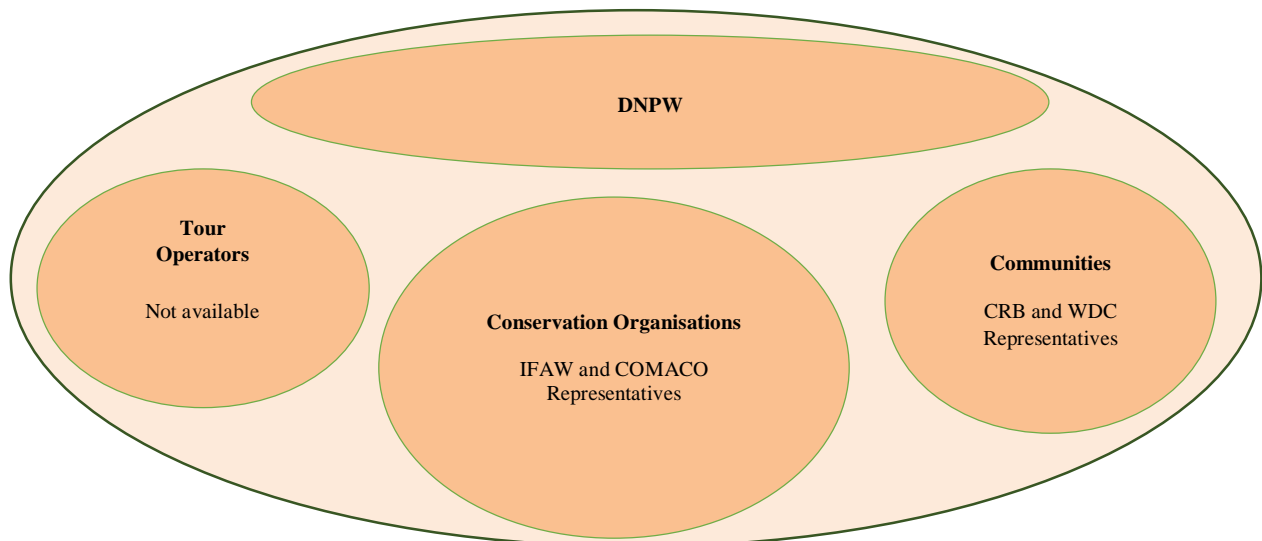 DNPW
Tour
Operators
Not available
Conservation Organisations
IFAW and COMACO
Representatives
Communities
CRB and WDC
Representatives